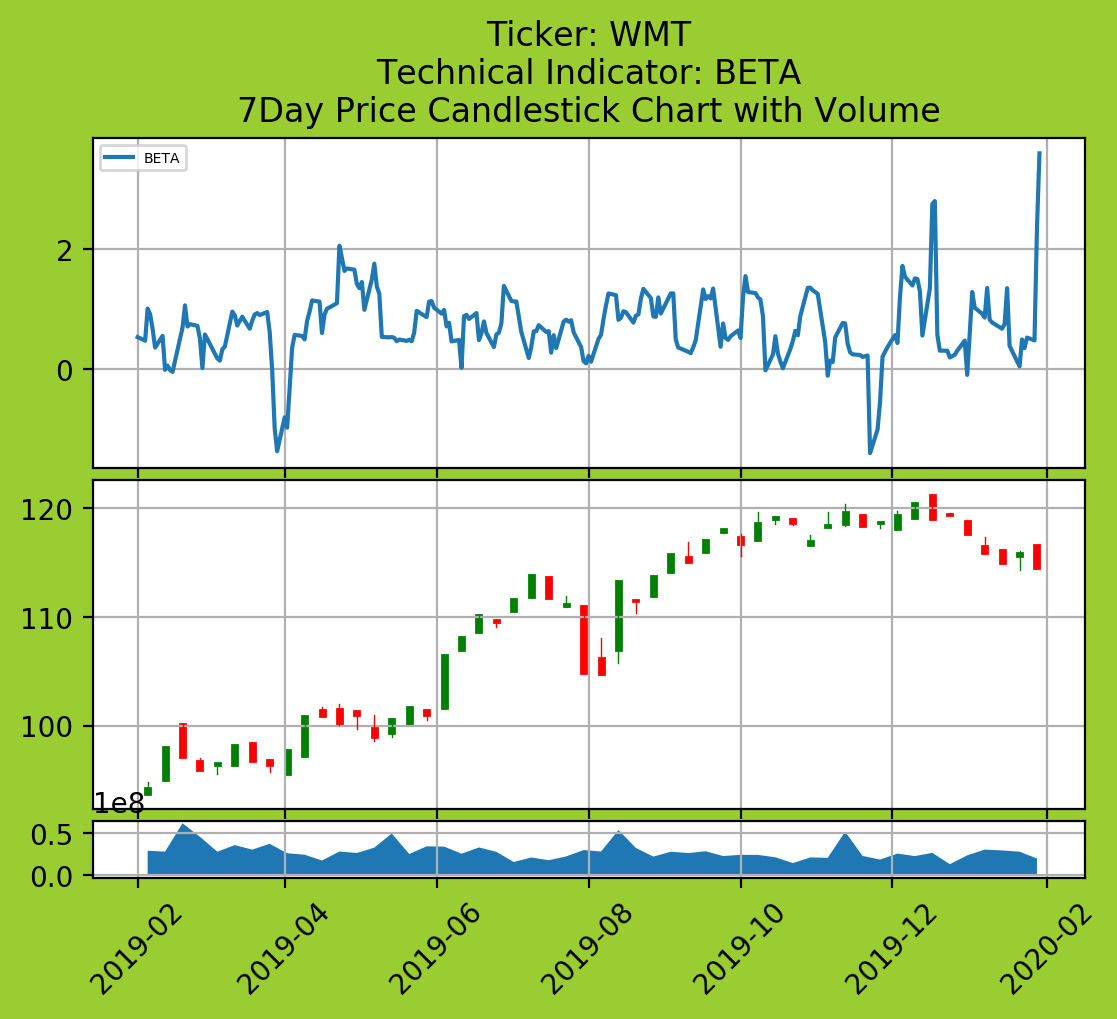 Ticker: WMT
Technical Indicator: BETA
7Day Price Candlestick Chart with Volume
BETA
2
0
120
110
100
1e8
0.5
0.0
2019-02
2019-04
2019-06
2019-08
2019-10
2019-12
2020-02